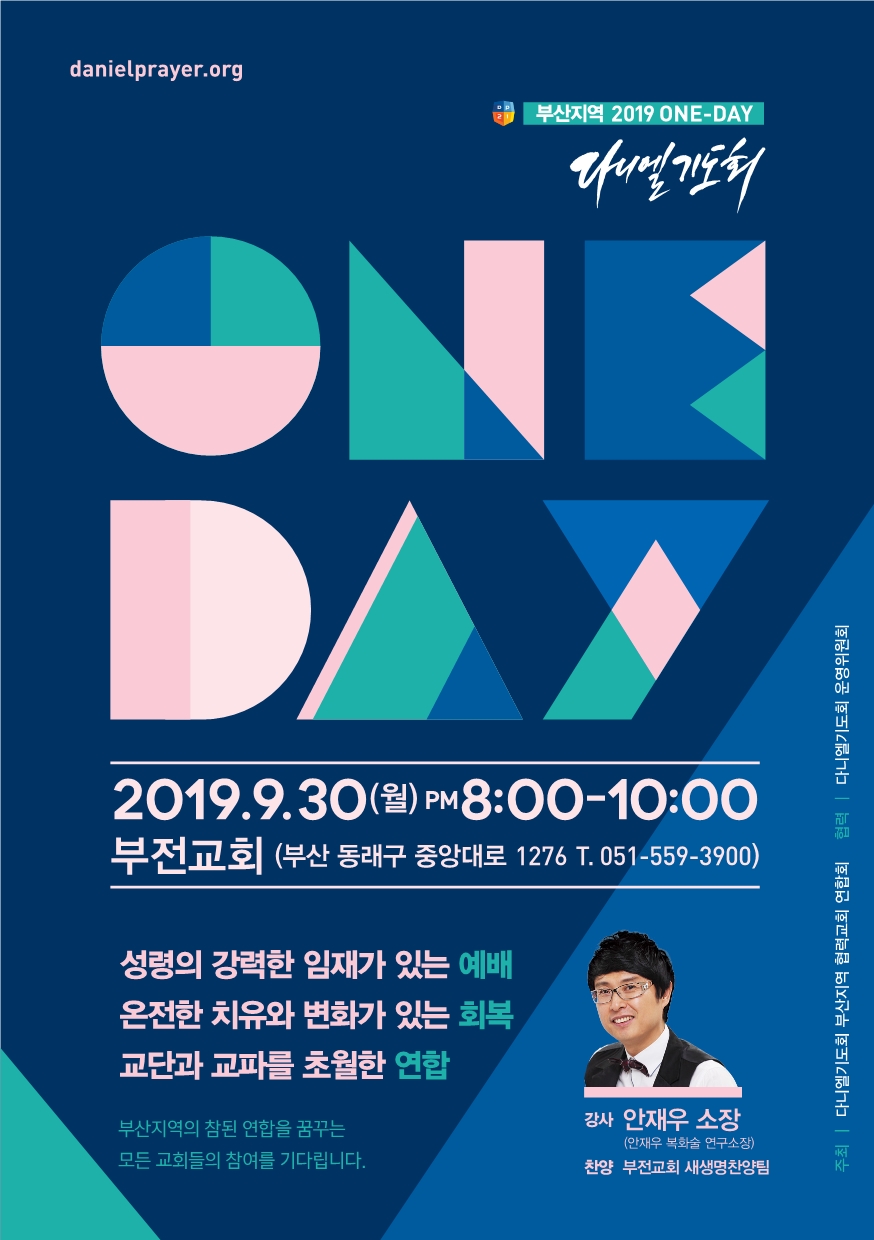 danielprayer.org
DP
21
부산지역 2019 ONE-DAY
다니엘기도회
ONE
DAY
2019.9.30(월) PM8:00-10:00
부전교회 (부산 동래구 중앙대로 1276 T. 051-559-3900)
성령의 강력한 임재가 있는 예배
온전한 치유와 변화가 있는 회복
교단과 교파를 초월한 연합
부산지역의 참된 연합을 꿈꾸는
모든 교회들의 참여를 기다립니다.
강사 안재우 소장
(안재우 복화술 연구소장)
찬양 부전교회 새생명찬양팀
주최 | 다니엘기도회 부산지역 협력교회 연합회 협력 | 다니엘기도회 운영위원회